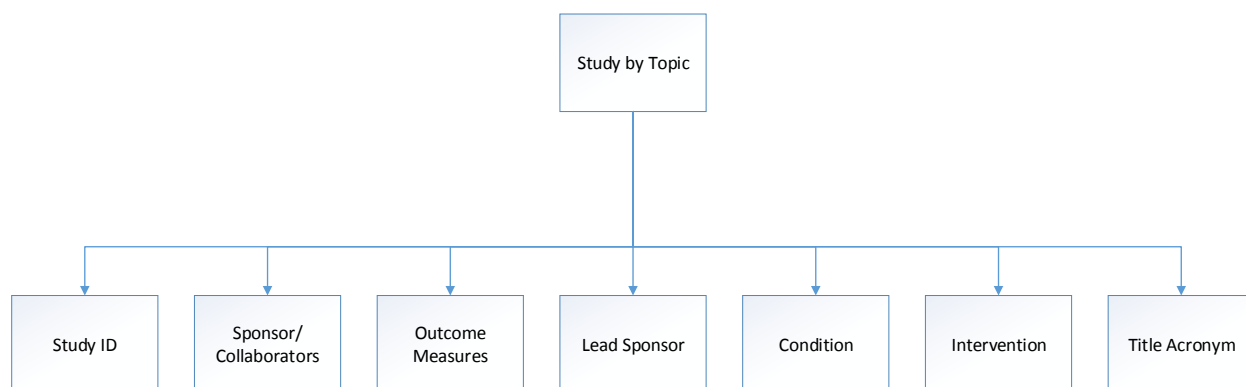 Study by Topic
Study ID
Sponsor/
Collaborators
Outcome
Measures
Lead Sponsor
Condition
Intervention
Title Acronym